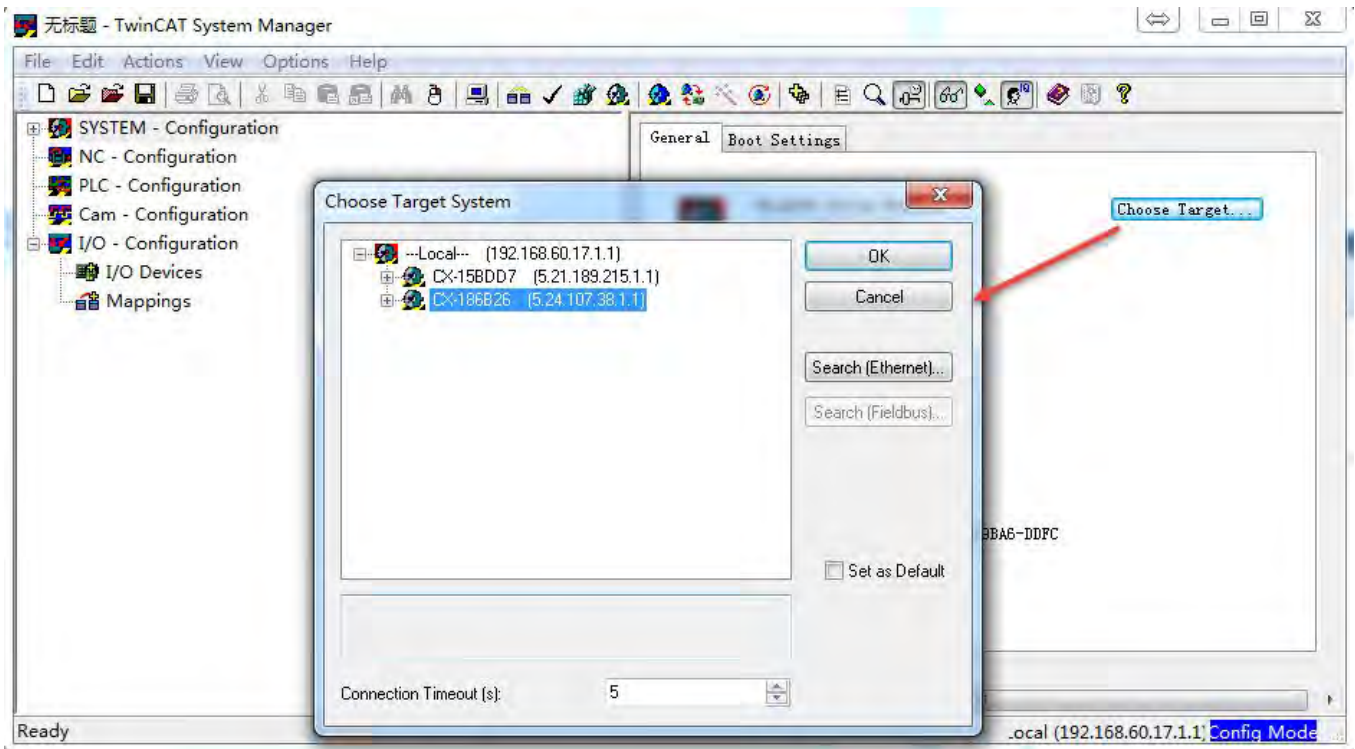 无标题 - TwinCAT System Manager
File Edit Actions View Options Help
SYSTEM - Configuration
NC - Configuration
PLC - Configuration
Cam - Configuration
I/O - Configuration
I/O Devices
Mappings
General Boot Settings
Choose Target...
Choose Target System
---Local--- (192.168.60.17.1.1)
CX-15BDD7 (5.21.189.215.1.1)
CX-186B26 (5.24.107.38.1.1)
OK
Cancel
Search (Ethernet)...
Search (Fieldbus)...
Set as Default
Connection Timeout (s): 5
9BA6-DDFC
Ready
ocal (192.168.60.17.1.1) Config Mode